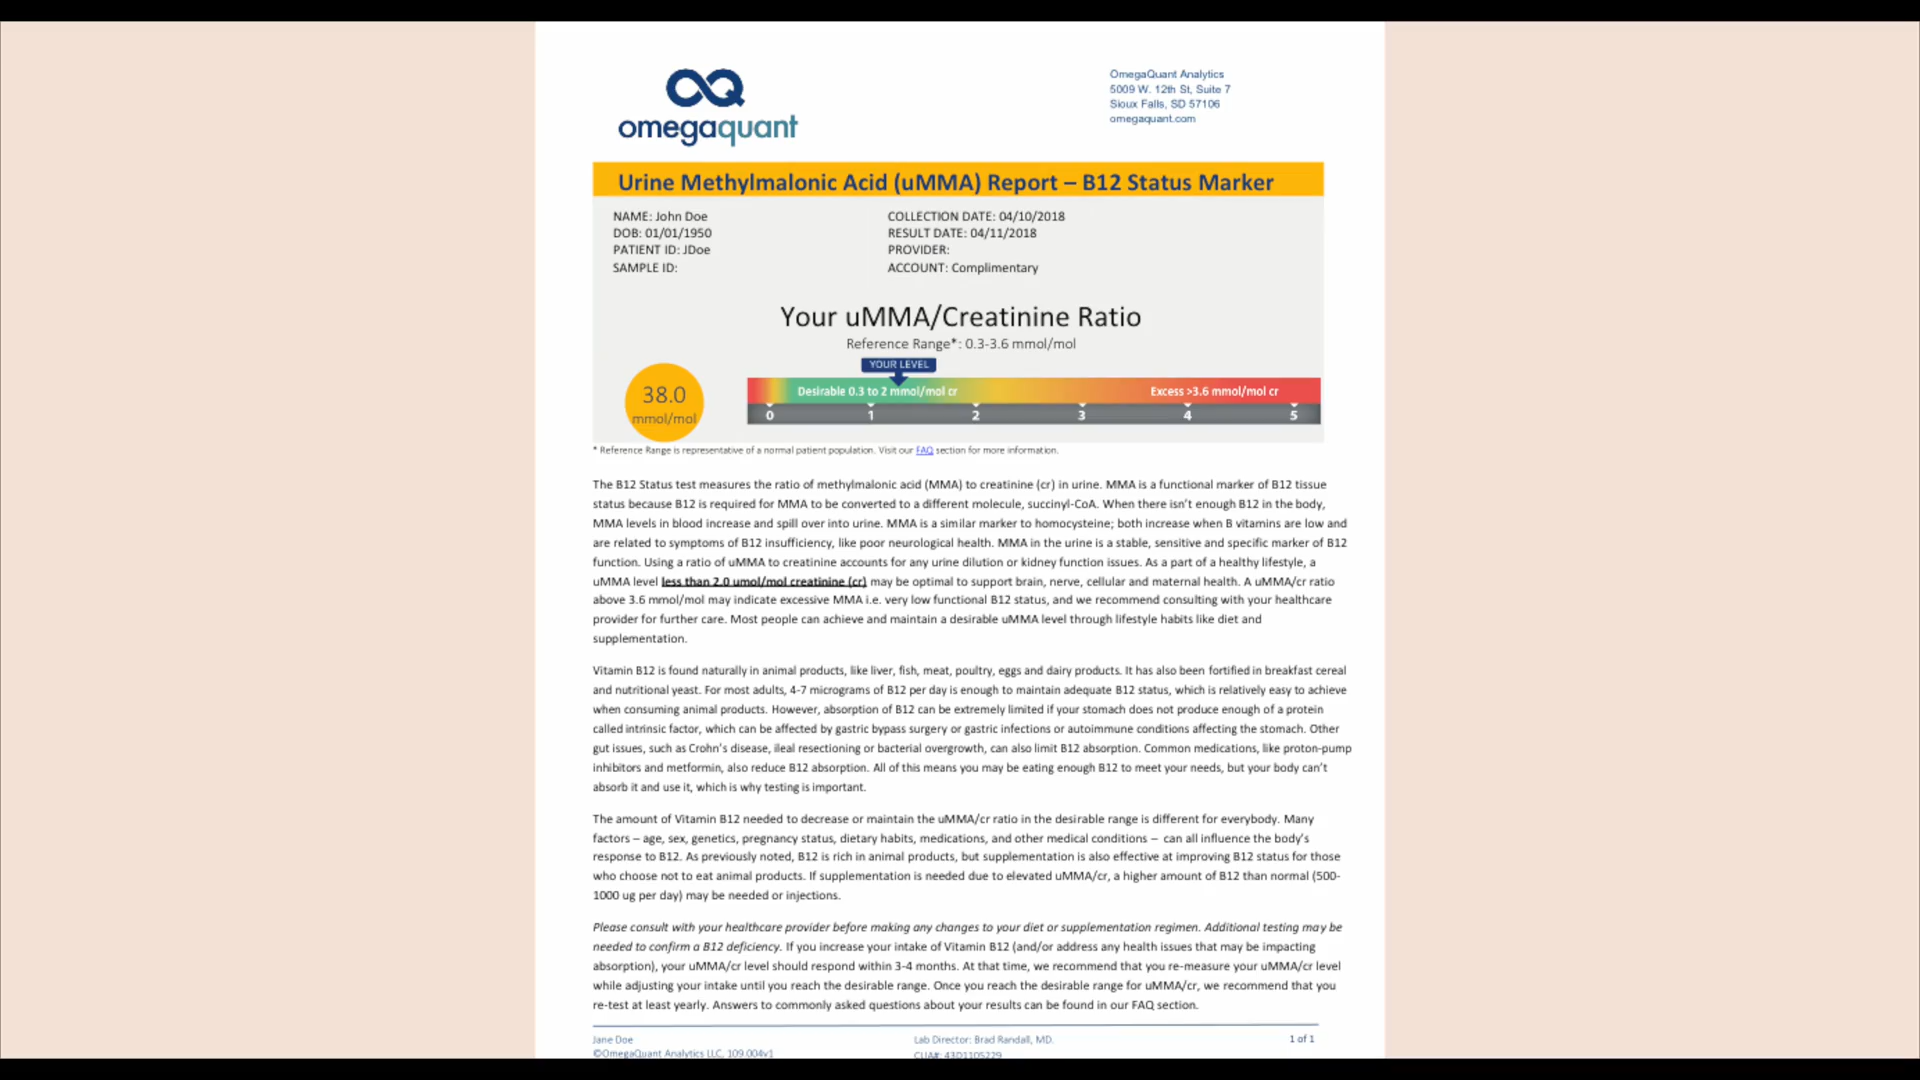 omegaquant
OmegaQuant Analytics
5009 W. 12th St, Suite 7
Sioux Falls, SD 57106
omegaquant.com
Urine Methylmalonic Acid (uMMA) Report – B12 Status Marker
NAME: John Doe
DOB: 01/01/1950
PATIENT ID: JDoe
SAMPLE ID:
COLLECTION DATE: 04/10/2018
RESULT DATE: 04/11/2018
PROVIDER:
ACCOUNT: Complimentary
Your uMMA/Creatinine Ratio
Reference Range*: 0.3-3.6 mmol/mol
YOUR LEVEL
38.0
mmol/mol
Desirable 0.3 to 2 mmol/mol cr
Excess >3.6 mmol/mol cr
0 1 2 3 4 5
* Reference Range is representative of a normal patient population. Visit our FAQ section for more information.
The B12 Status test measures the ratio of methylmalonic acid (MMA) to creatinine (cr) in urine. MMA is a functional marker of B12 tissue
status because B12 is required for MMA to be converted to a different molecule, succinyl-CoA. When there isn't enough B12 in the body,
MMA levels in blood increase and spill over into urine. MMA is a similar marker to homocysteine; both increase when B vitamins are low and
are related to symptoms of B12 insufficiency, like poor neurological health. MMA in the urine is a stable, sensitive and specific marker of B12
function. Using a ratio of uMMA to creatinine accounts for any urine dilution or kidney function issues. As a part of a healthy lifestyle, a
uMMA level less than 2.0 umol/mol creatinine (cr) may be optimal to support brain, nerve, cellular and maternal health. A uMMA/cr ratio
above 3.6 mmol/mol may indicate excessive MMA i.e. very low functional B12 status, and we recommend consulting with your healthcare
provider for further care. Most people can achieve and maintain a desirable uMMA level through lifestyle habits like diet and
supplementation.
Vitamin B12 is found naturally in animal products, like liver, fish, meat, poultry, eggs and dairy products. It has also been fortified in breakfast cereal
and nutritional yeast. For most adults, 4-7 micrograms of B12 per day is enough to maintain adequate B12 status, which is relatively easy to achieve
when consuming animal products. However, absorption of B12 can be extremely limited if your stomach does not produce enough of a protein
called intrinsic factor, which can be affected by gastric bypass surgery or gastric infections or autoimmune conditions affecting the stomach. Other
gut issues, such as Crohn's disease, ileal resectioning or bacterial overgrowth, can also limit B12 absorption. Common medications, like proton-pump
inhibitors and metformin, also reduce B12 absorption. All of this means you may be eating enough B12 to meet your needs, but your body can't
absorb it and use it, which is why testing is important.
The amount of Vitamin B12 needed to decrease or maintain the uMMA/cr ratio in the desirable range is different for everybody. Many
factors – age, sex, genetics, pregnancy status, dietary habits, medications, and other medical conditions – can all influence the body's
response to B12. As previously noted, B12 is rich in animal products, but supplementation is also effective at improving B12 status for those
who choose not to eat animal products. If supplementation is needed due to elevated uMMA/cr, a higher amount of B12 than normal (500-
1000 ug per day) may be needed or injections.
Please consult with your healthcare provider before making any changes to your diet or supplementation regimen. Additional testing may be
needed to confirm a B12 deficiency. If you increase your intake of Vitamin B12 (and/or address any health issues that may be impacting
absorption), your uMMA/cr level should respond within 3-4 months. At that time, we recommend that you re-measure your uMMA/cr level
while adjusting your intake until you reach the desirable range. Once you reach the desirable range for uMMA/cr, we recommend that you
re-test at least yearly. Answers to commonly asked questions about your results can be found in our FAQ section.
Jane Doe
©OmegaQuant Analytics LLC, 109.004v1
Lab Director: Brad Randall, MD.
CLIA#: 43D1105229
1 of 1